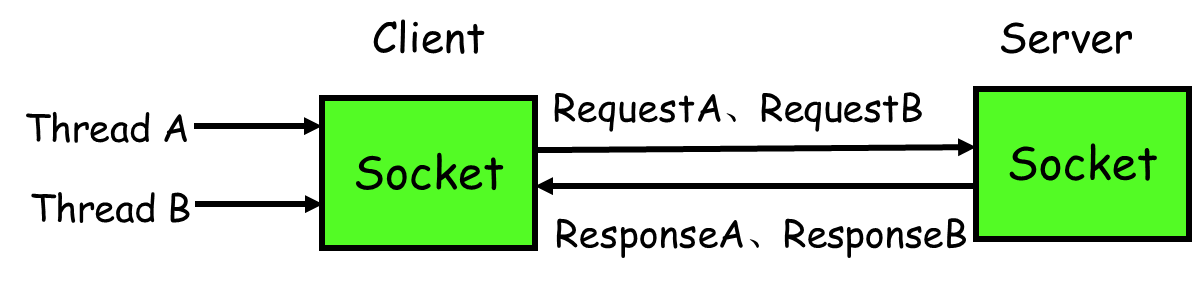 Client
Server
Thread A
Thread B
Socket
RequestA、RequestB
ResponseA、ResponseB
Socket